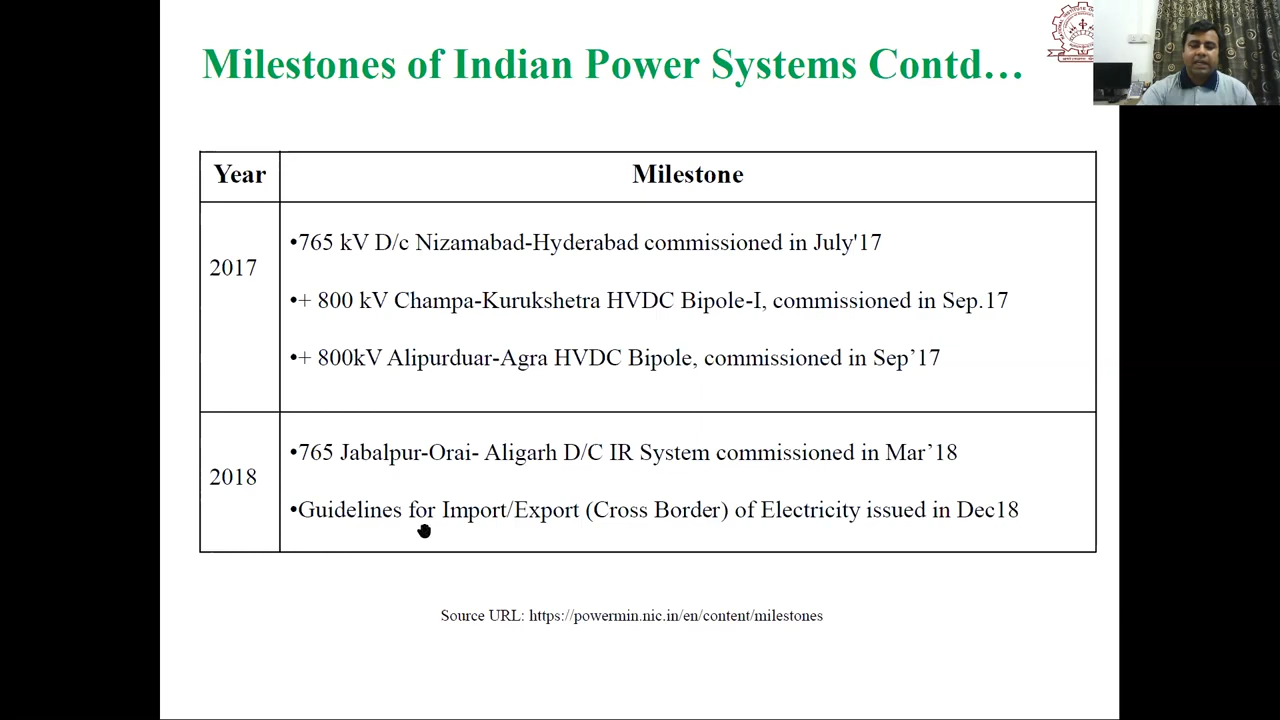 Milestones of Indian Power Systems Contd…
Year
Milestone
2017
•765 kV D/c Nizamabad-Hyderabad commissioned in July'17
•+ 800 kV Champa-Kurukshetra HVDC Bipole-I, commissioned in Sep.17
•+ 800kV Alipurduar-Agra HVDC Bipole, commissioned in Sep’17
2018
•765 Jabalpur-Orai- Aligarh D/C IR System commissioned in Mar’18
•Guidelines for Import/Export (Cross Border) of Electricity issued in Dec18
Source URL: https://powermin.nic.in/en/content/milestones